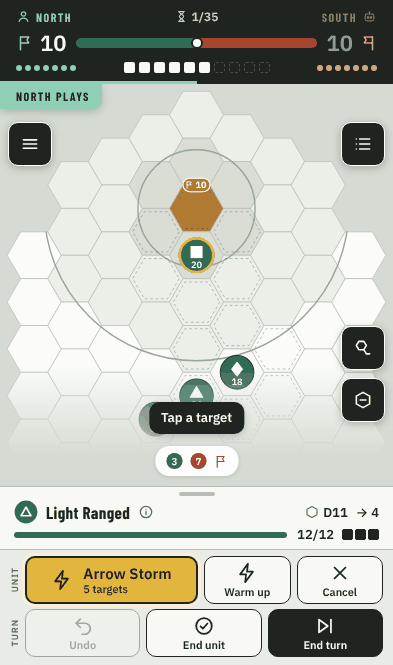 NORTH
1/35
SOUTH
10
10
NORTH PLAYS
10
20
18
Tap a target
3 7
Light Ranged
D11 → 4
12/12
UNIT
Arrow Storm
5 targets
Warm up
Cancel
TURN
Undo
End unit
End turn